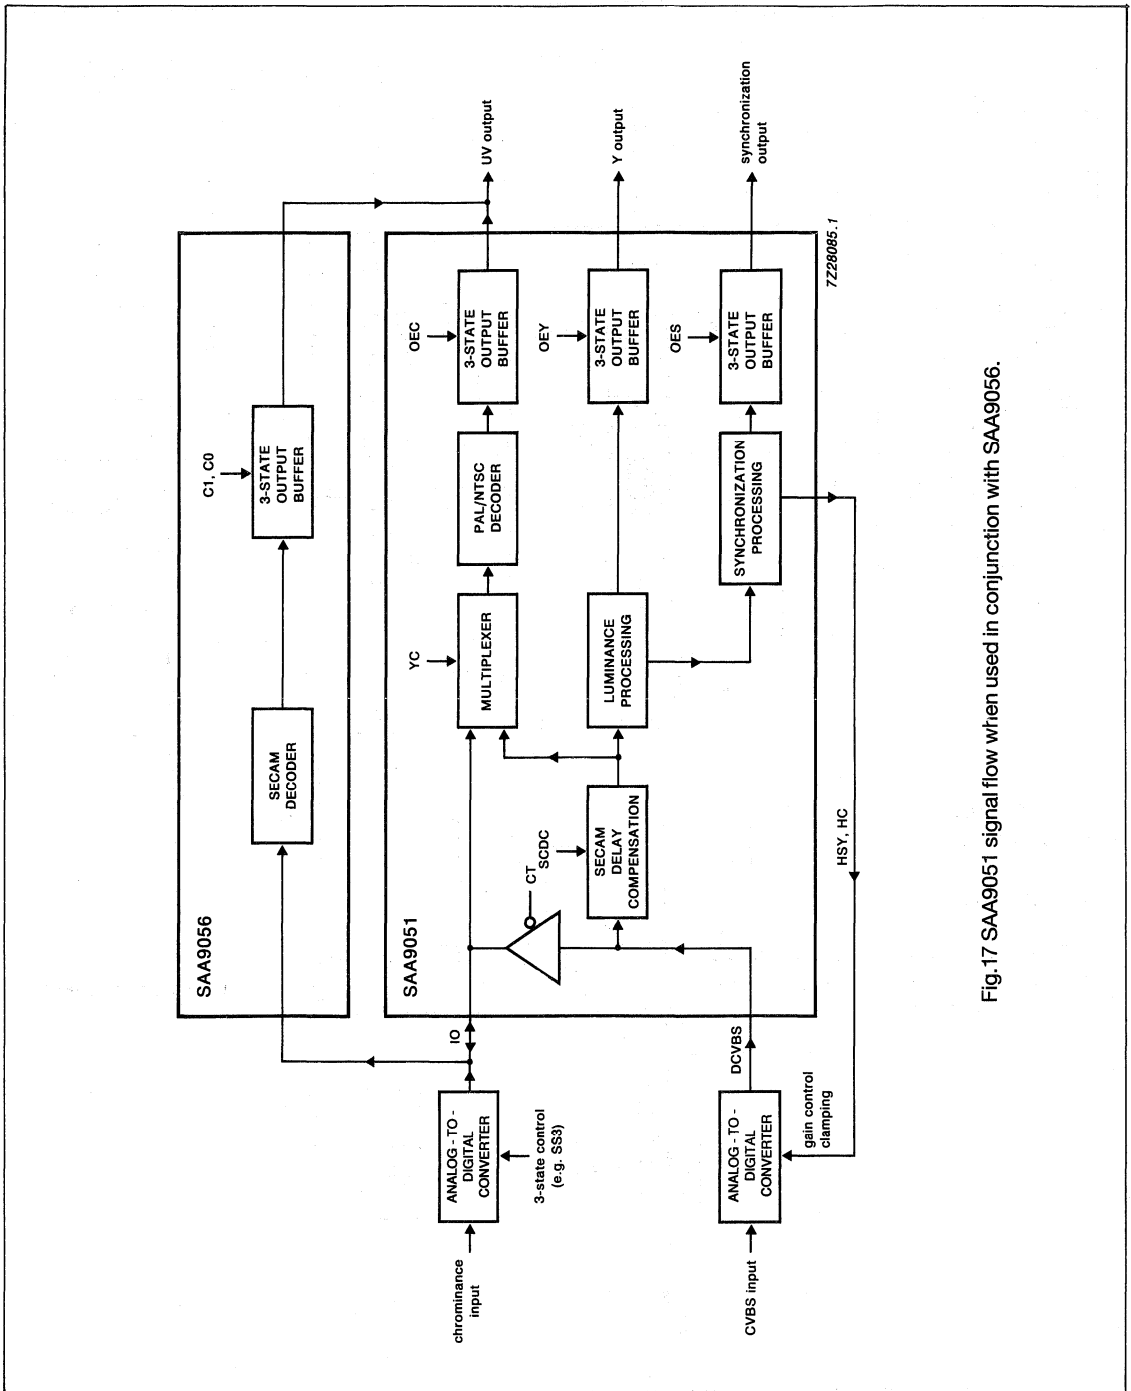 SAA9056
SECAM
DECODER
C1, C0
3-STATE
OUTPUT
BUFFER
SAA9051
chrominance
input
ANALOG - TO -
DIGITAL
CONVERTER
3-state control
(e.g. SS3)
IO
CT
YC
MULTIPLEXER
PAL/NTSC
DECODER
OEC
3-STATE
OUTPUT
BUFFER
UV output
SCDC
SECAM
DELAY
COMPENSATION
LUMINANCE
PROCESSING
OEY
3-STATE
OUTPUT
BUFFER
Y output
CVBS input
ANALOG - TO -
DIGITAL
CONVERTER
DCVBS
gain control
clamping
HSY, HC
SYNCHRONIZATION
PROCESSING
OES
3-STATE
OUTPUT
BUFFER
synchronization
output
7Z28085.1
Fig.17 SAA9051 signal flow when used in conjunction with SAA9056.